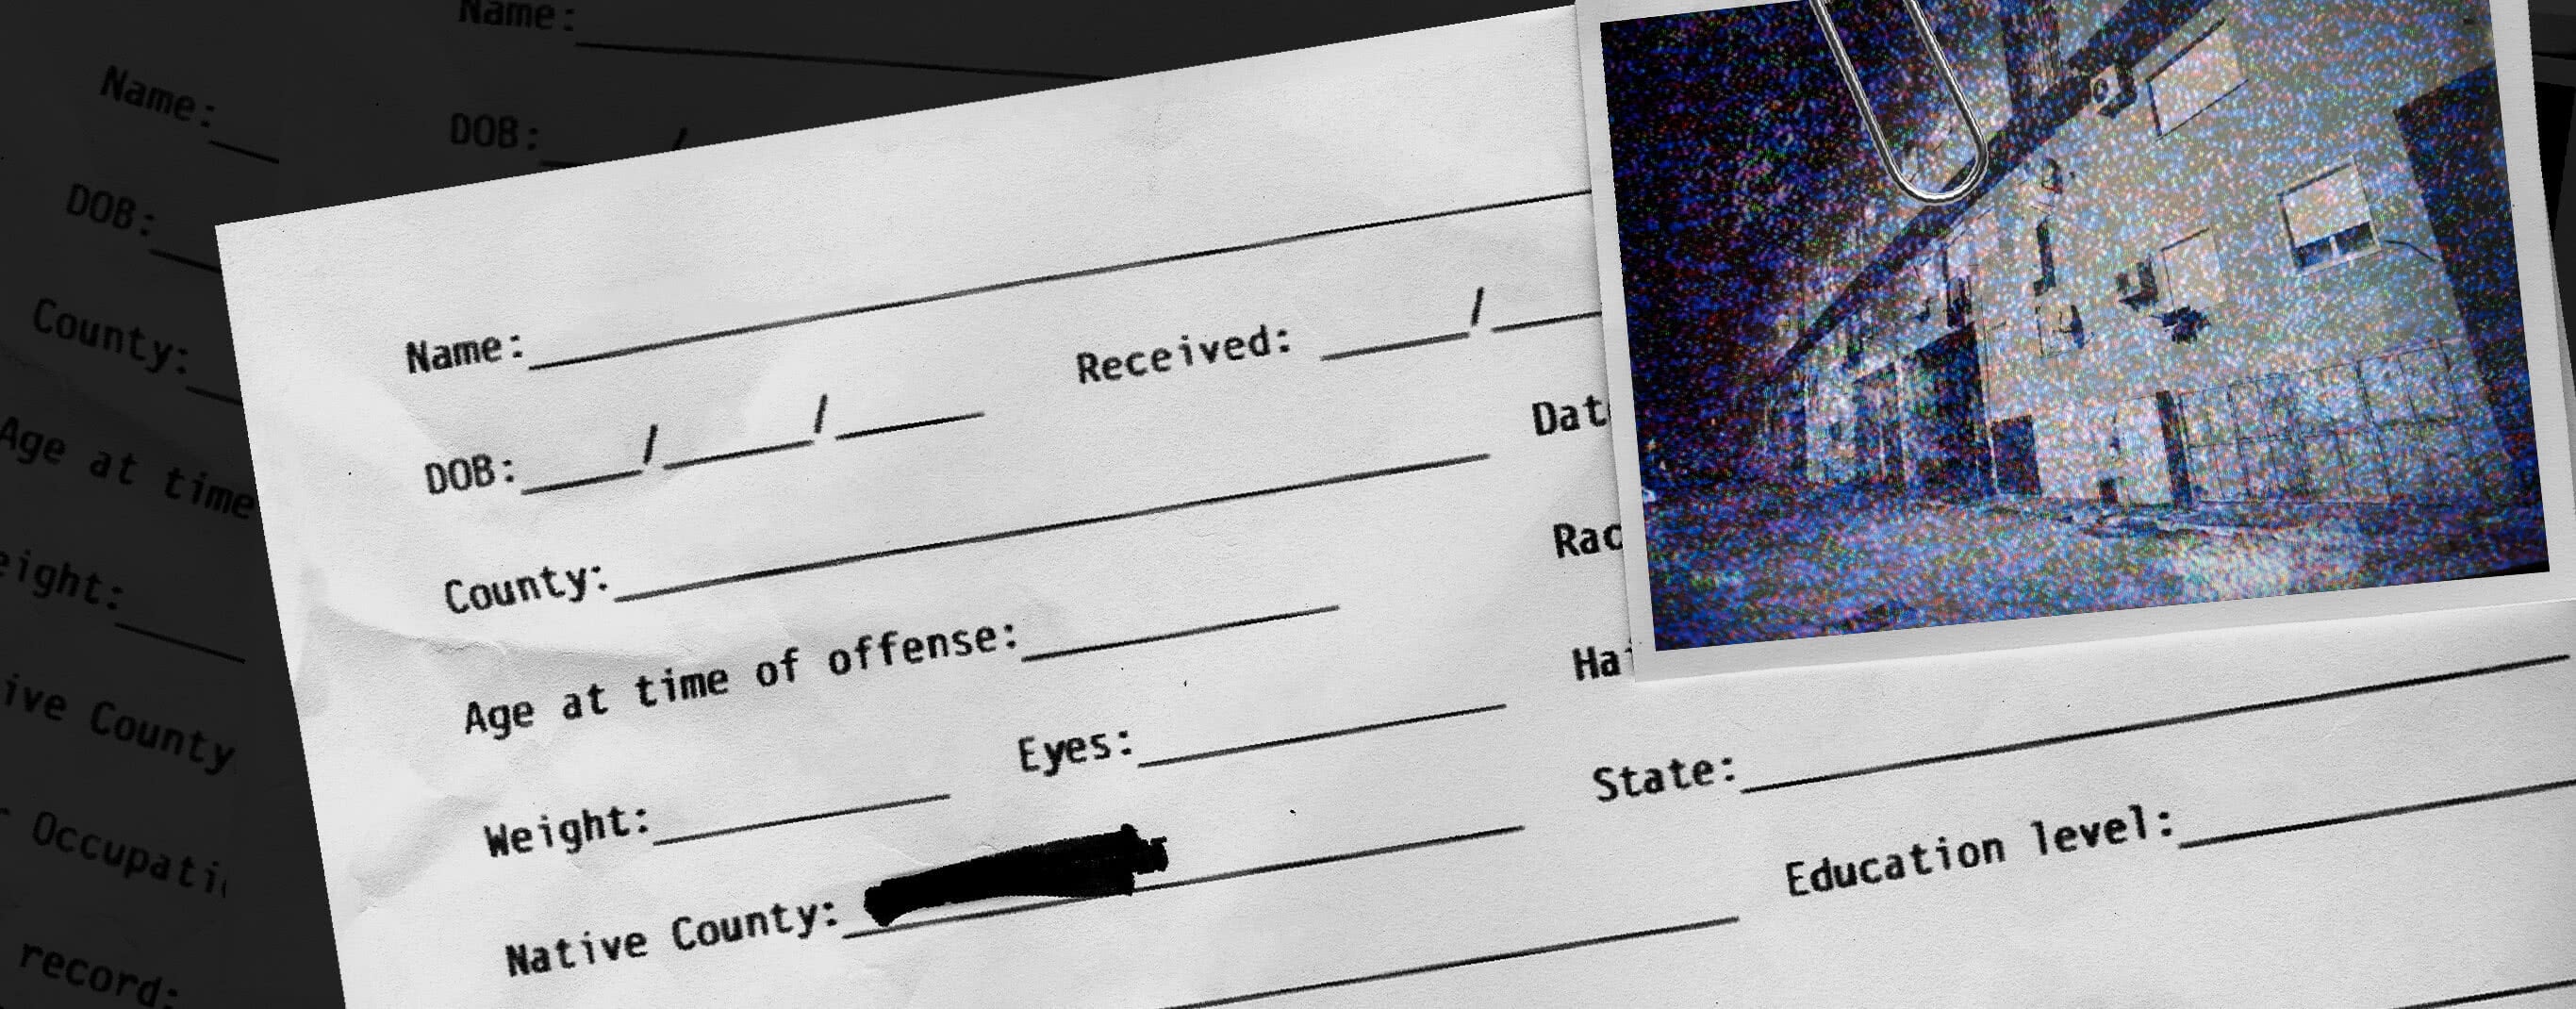 Name:
DOB: /
Name:
DOB:
County:
Age at time
eight:
ive County
Occupati
record:
Name:
DOB: / / Received: /
County: Dat
Age at time of offense: Rac
Weight: Eyes: Hai
Native County: State:
Education level: